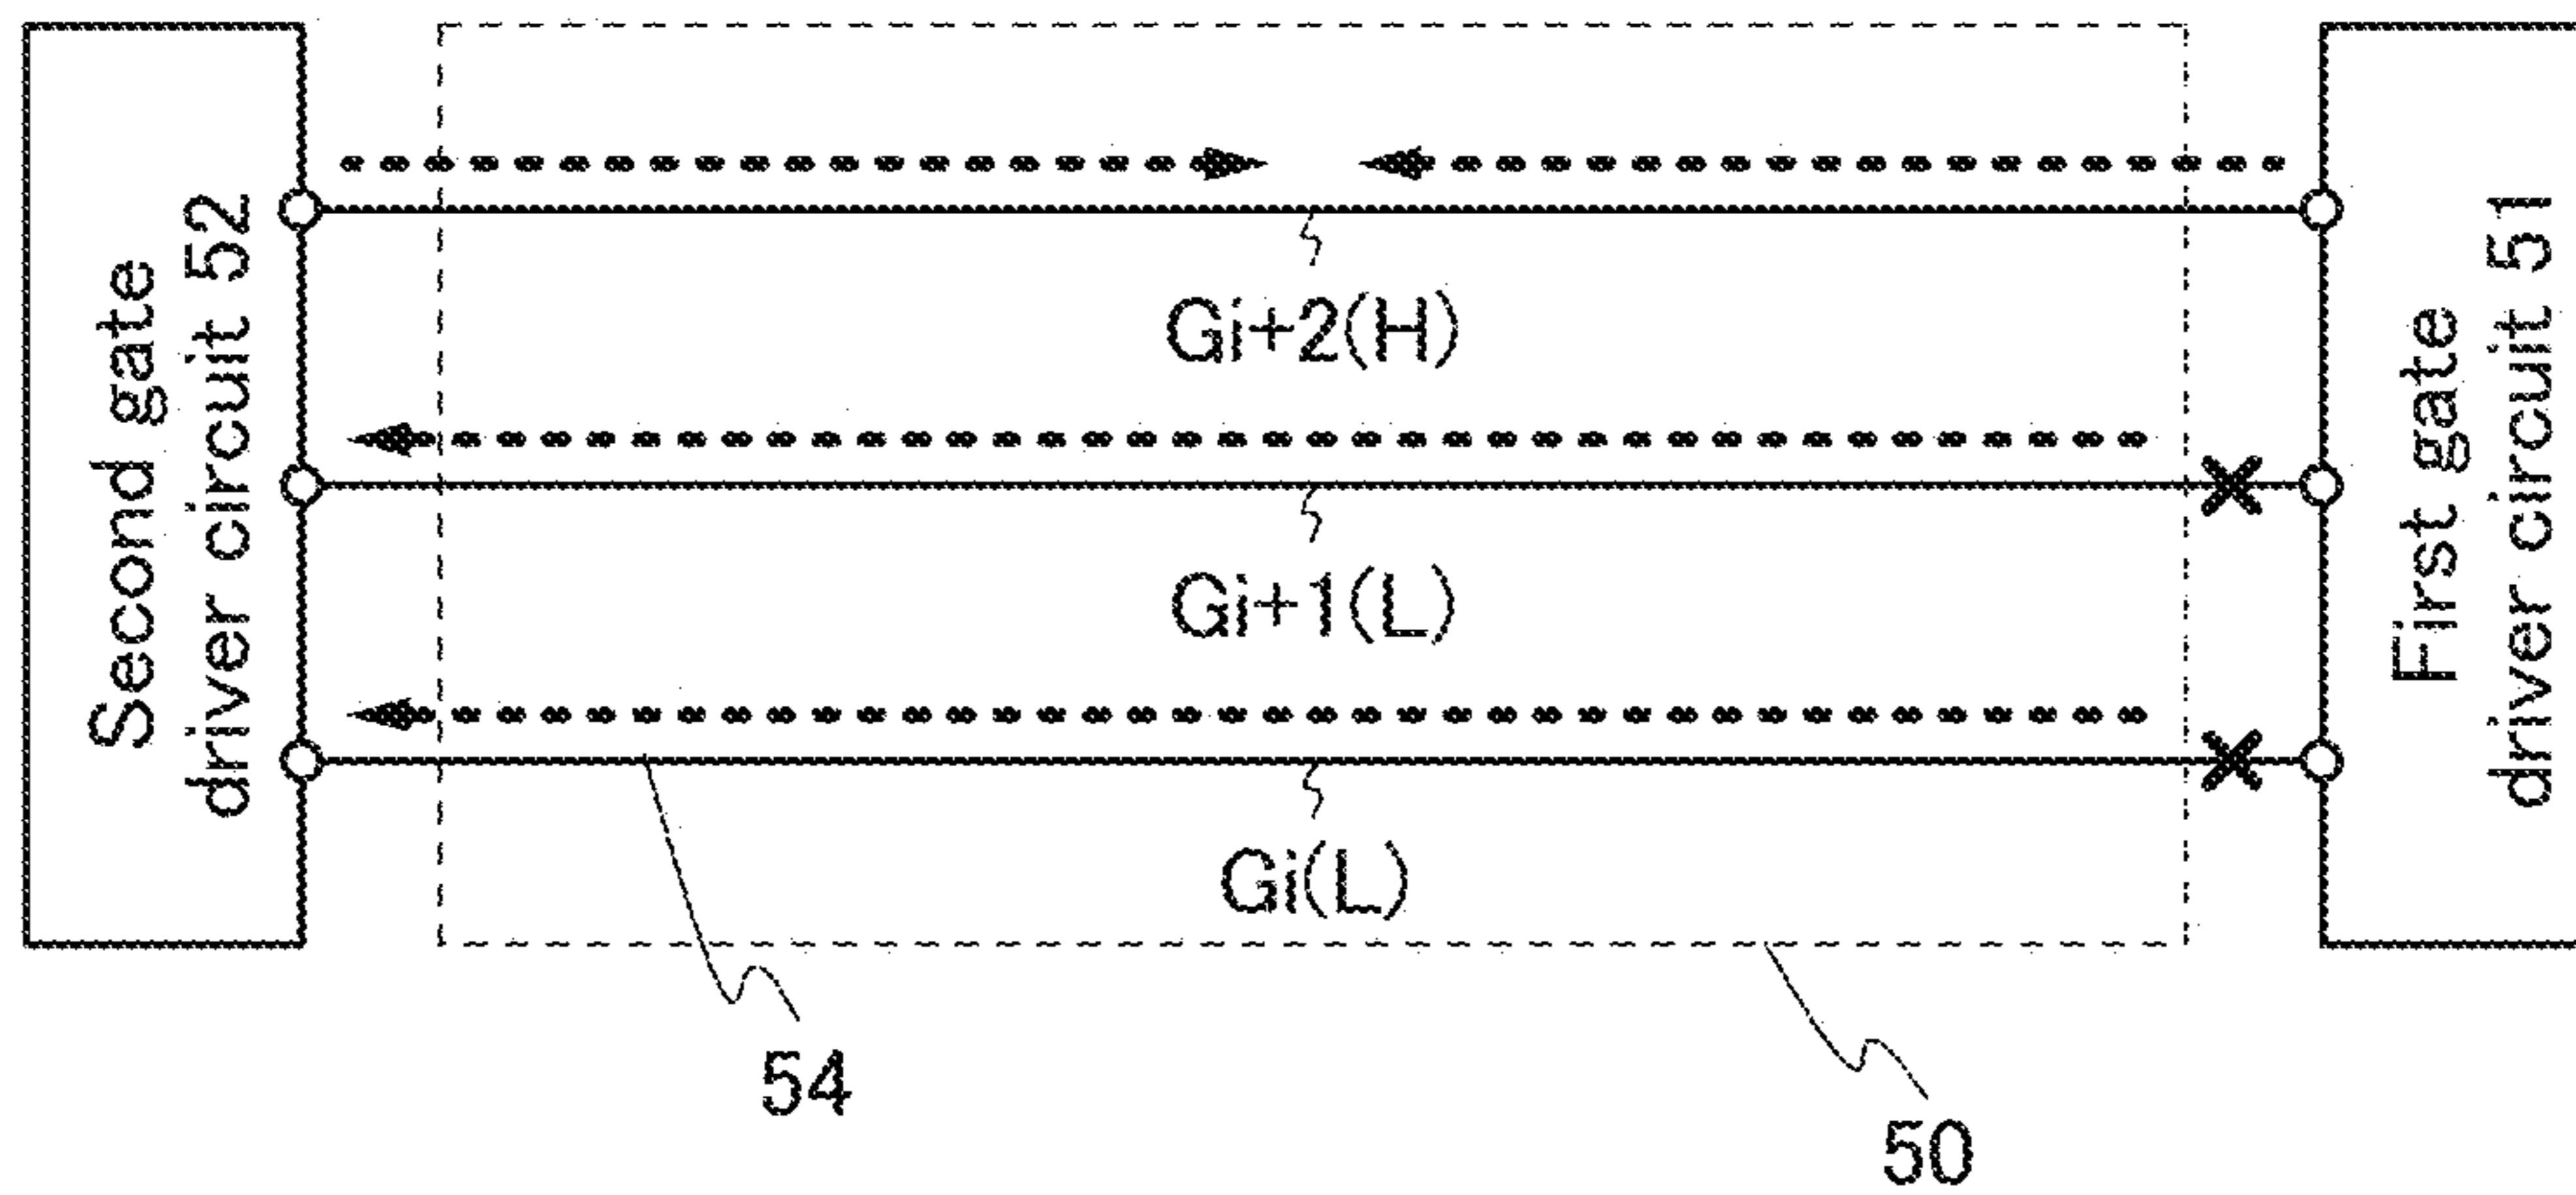 Second gate
driver circuit 52
Gi+2(H)
Gi+1(L)
Gi(L)
First gate
driver circuit 51
54
50